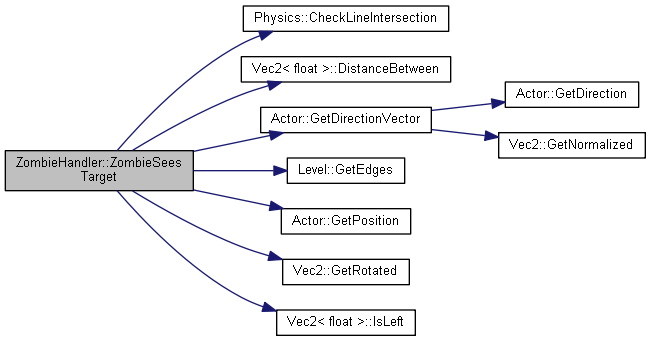 ZombieHandler::ZombieSees
Target
Physics::CheckLineIntersection
Vec2< float >::DistanceBetween
Actor::GetDirectionVector
Actor::GetDirection
Vec2::GetNormalized
Level::GetEdges
Actor::GetPosition
Vec2::GetRotated
Vec2< float >::IsLeft